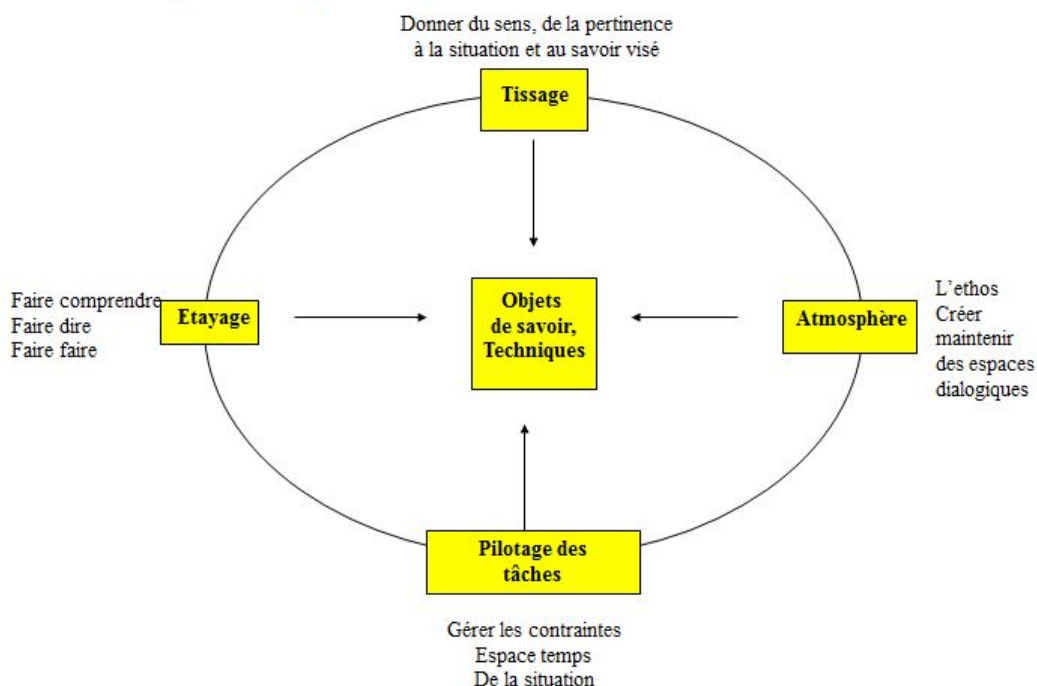 Donner du sens, de la pertinence
à la situation et au savoir visé
Tissage
Faire comprendre
Faire dire
Faire faire
Etayage
Objets
de savoir,
Techniques
Atmosphère
L'ethos
Créer
maintenir
des espaces
dialogiques
Pilotage des
tâches
Gérer les contraintes
Espace temps
De la situation